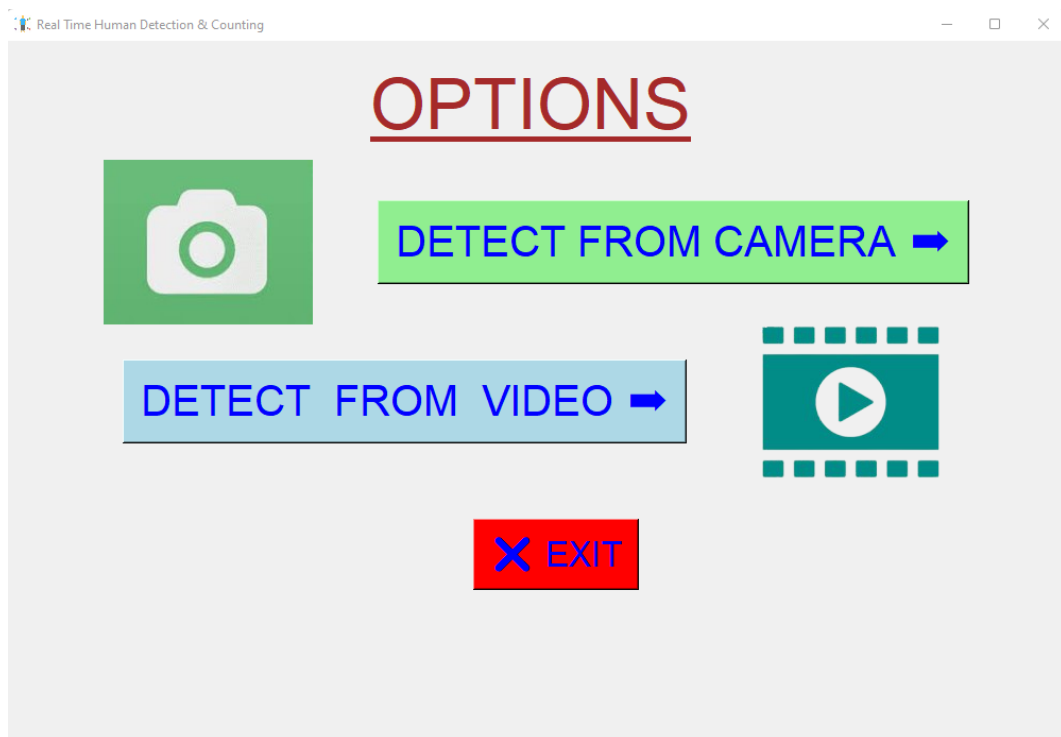 Real Time Human Detection & Counting
OPTIONS
DETECT FROM CAMERA ➡
DETECT FROM VIDEO ➡
❌ EXIT